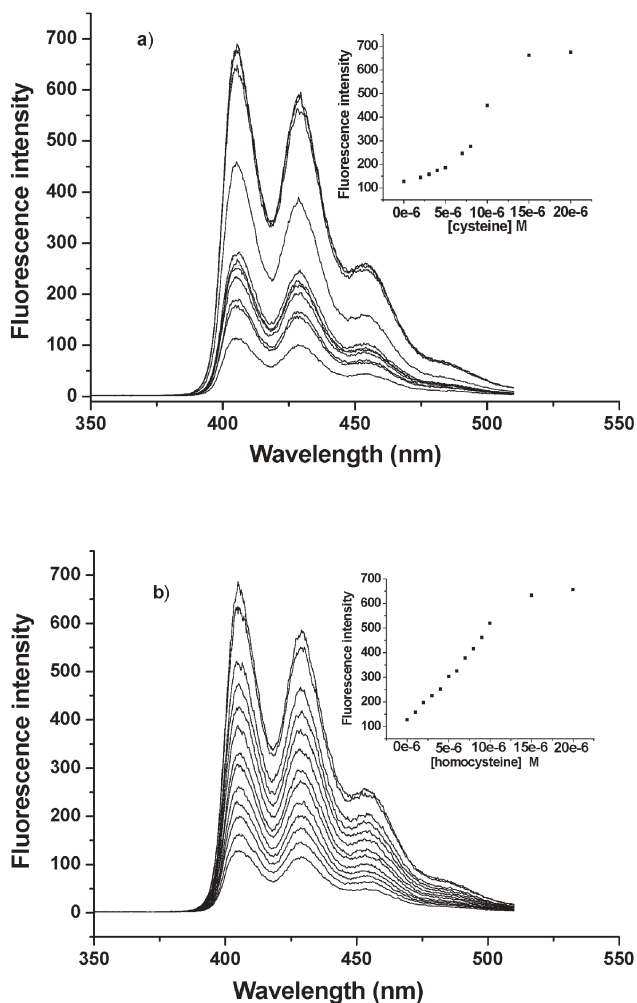 a)
Fluorescence intensity
700
600
500
400
300
200
100
0
350
400
450
500
550
Wavelength (nm)
Fluorescence intensity
700
600
500
400
300
200
100
0e-6
5e-6
10e-6
15e-6
20e-6
[cysteine] M
b)
Fluorescence intensity
700
600
500
400
300
200
100
0
350
400
450
500
550
Wavelength (nm)
Fluorescence intensity
700
600
500
400
300
200
100
0e-6
5e-6
10e-6
15e-6
20e-6
[homocysteine] M